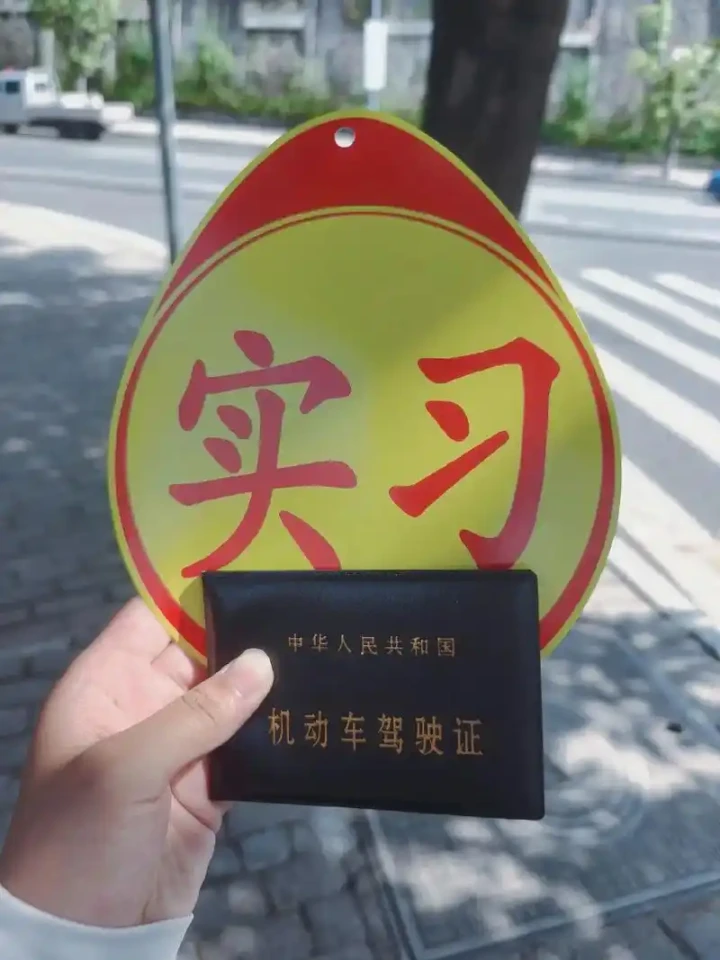 实习
中华人民共和国
机动车驾驶证